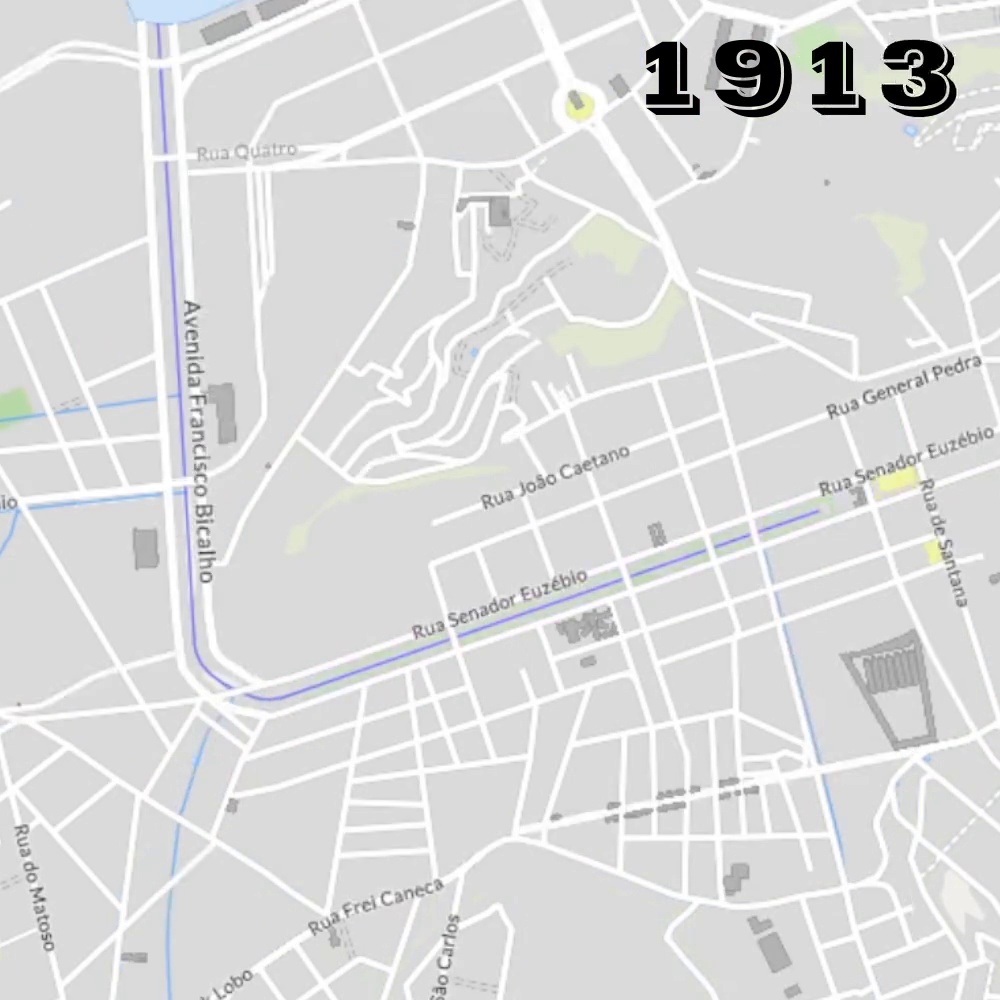 1913
Rua Quatro
Avenida Francisco Bicalho
Rua General Pedra
Rua Senador Euzébio
Rua João Caetano
Rua de Santana
Rua Senador Euzébio
Rua do Matoso
Rua Frei Caneca
São Carlos
Lobo